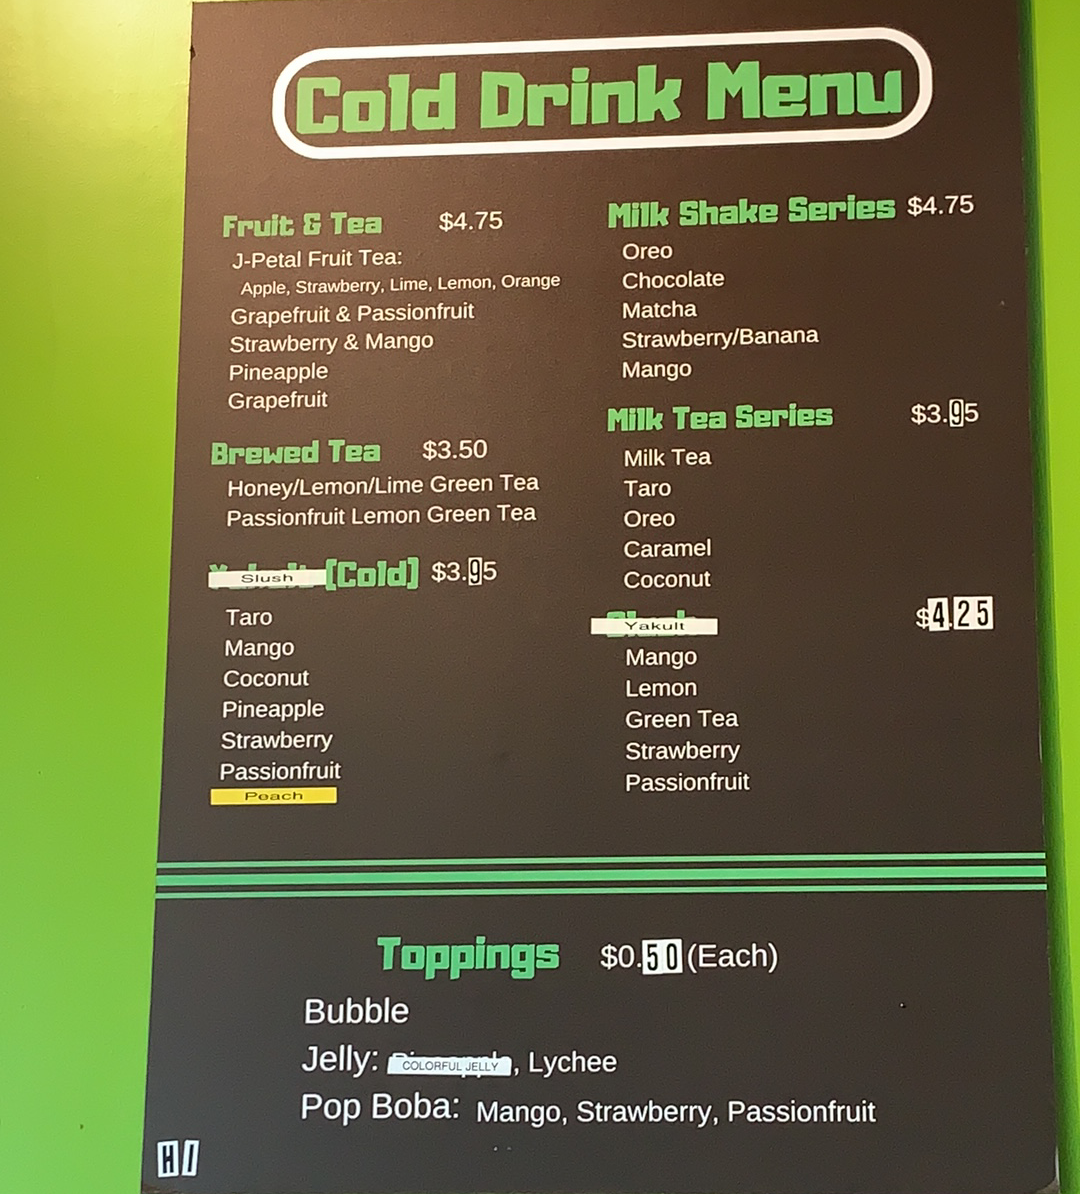 Cold Drink Menu
Fruit & Tea $4.75
J-Petal Fruit Tea:
Apple, Strawberry, Lime, Lemon, Orange
Grapefruit & Passionfruit
Strawberry & Mango
Pineapple
Grapefruit
Brewed Tea $3.50
Honey/Lemon/Lime Green Tea
Passionfruit Lemon Green Tea
Slush (Cold) $3.95
Taro
Mango
Coconut
Pineapple
Strawberry
Passionfruit
Peach
Milk Shake Series $4.75
Oreo
Chocolate
Matcha
Strawberry/Banana
Mango
Milk Tea Series $3.95
Milk Tea
Taro
Oreo
Caramel
Coconut
Yakult $4.25
Mango
Lemon
Green Tea
Strawberry
Passionfruit
Toppings $0.50 (Each)
Bubble
Jelly: COLORFUL JELLY, Lychee
Pop Boba: Mango, Strawberry, Passionfruit
HI